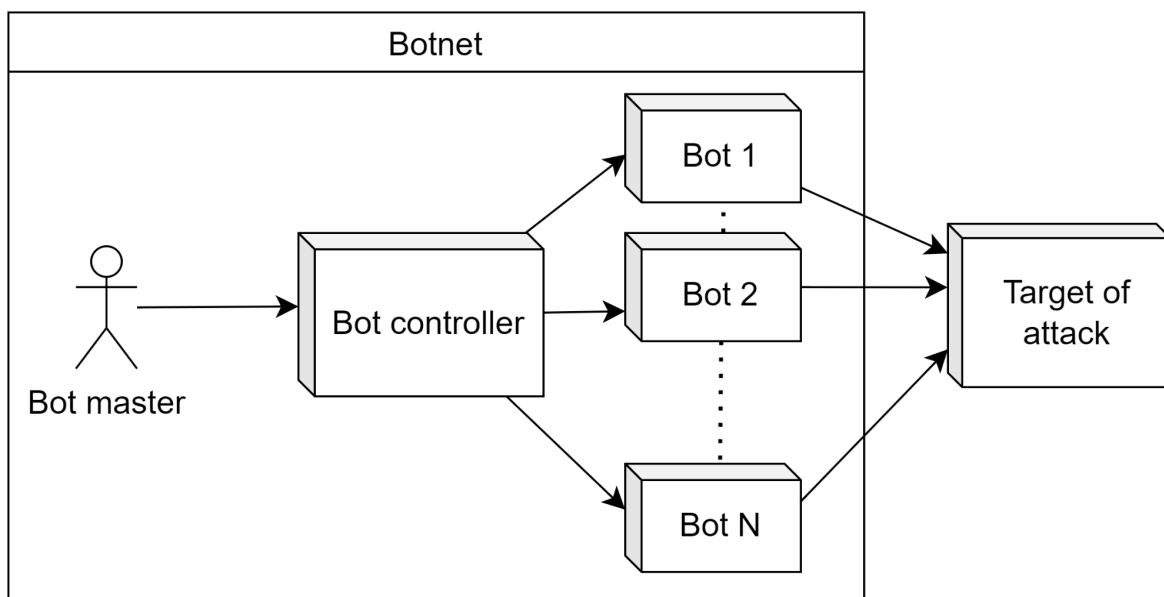 Botnet
Bot 1
Bot 2
Bot N
Bot controller
Bot master
Target of
attack